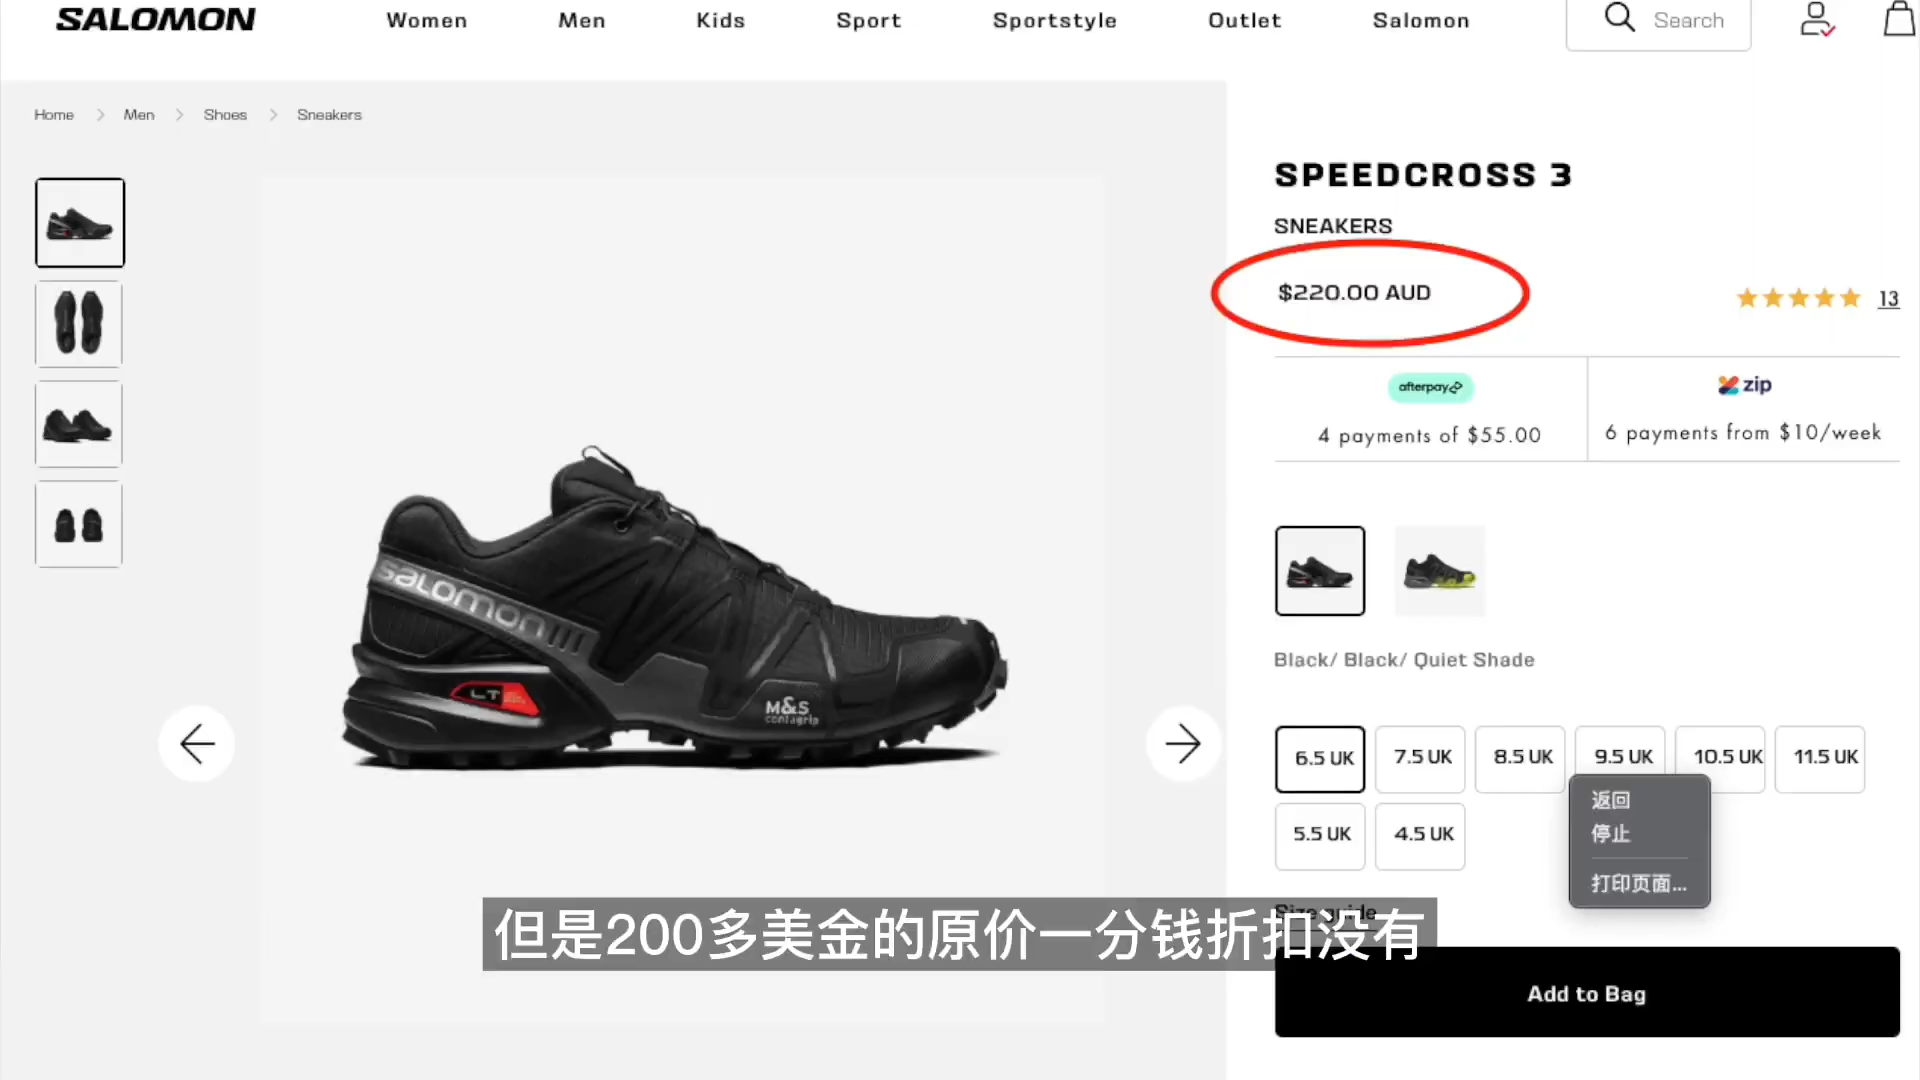 SALOMON
Women
Men
Kids
Sport
Sportstyle
Outlet
Salomon
Search
Home
Men
Shoes
Sneakers
SPEEDCROSS 3
SNEAKERS
$220.00 AUD
13
afterpay
4 payments of $55.00
zip
6 payments from $10/week
salomon
LT
M&S
contagrip
Black/ Black/ Quiet Shade
6.5 UK
7.5 UK
8.5 UK
9.5 UK
10.5 UK
11.5 UK
5.5 UK
4.5 UK
返回
停止
打印页面...
Size guide
但是200多美金的原价一分钱折扣没有
Add to Bag